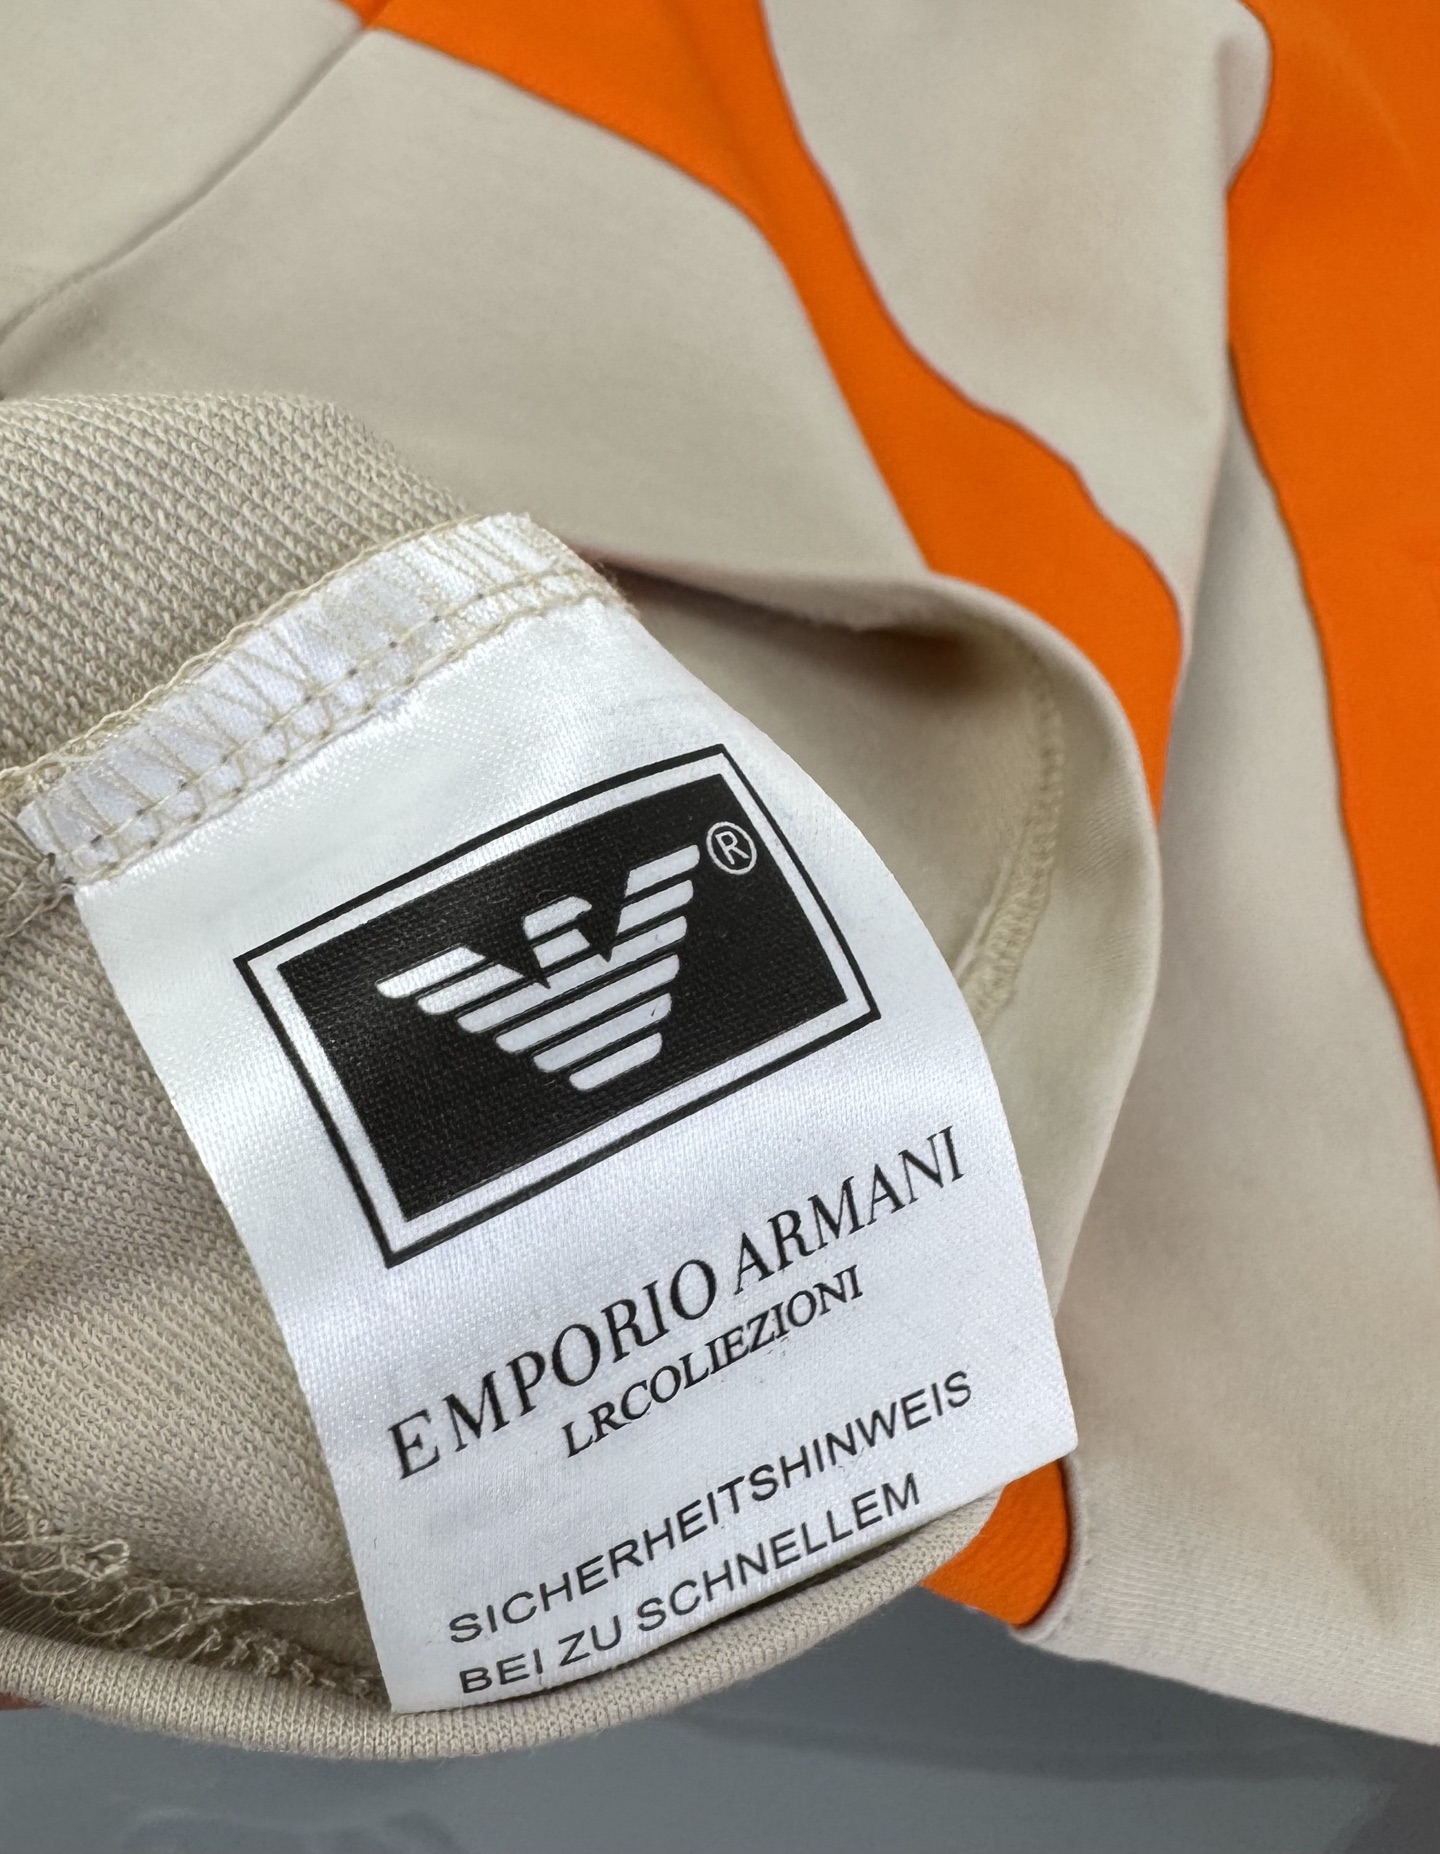 ®
EMPORIO ARMANI
LRCOLIEZIONI
SICHERHEITSHINWEIS
BEI ZU SCHNELLEM